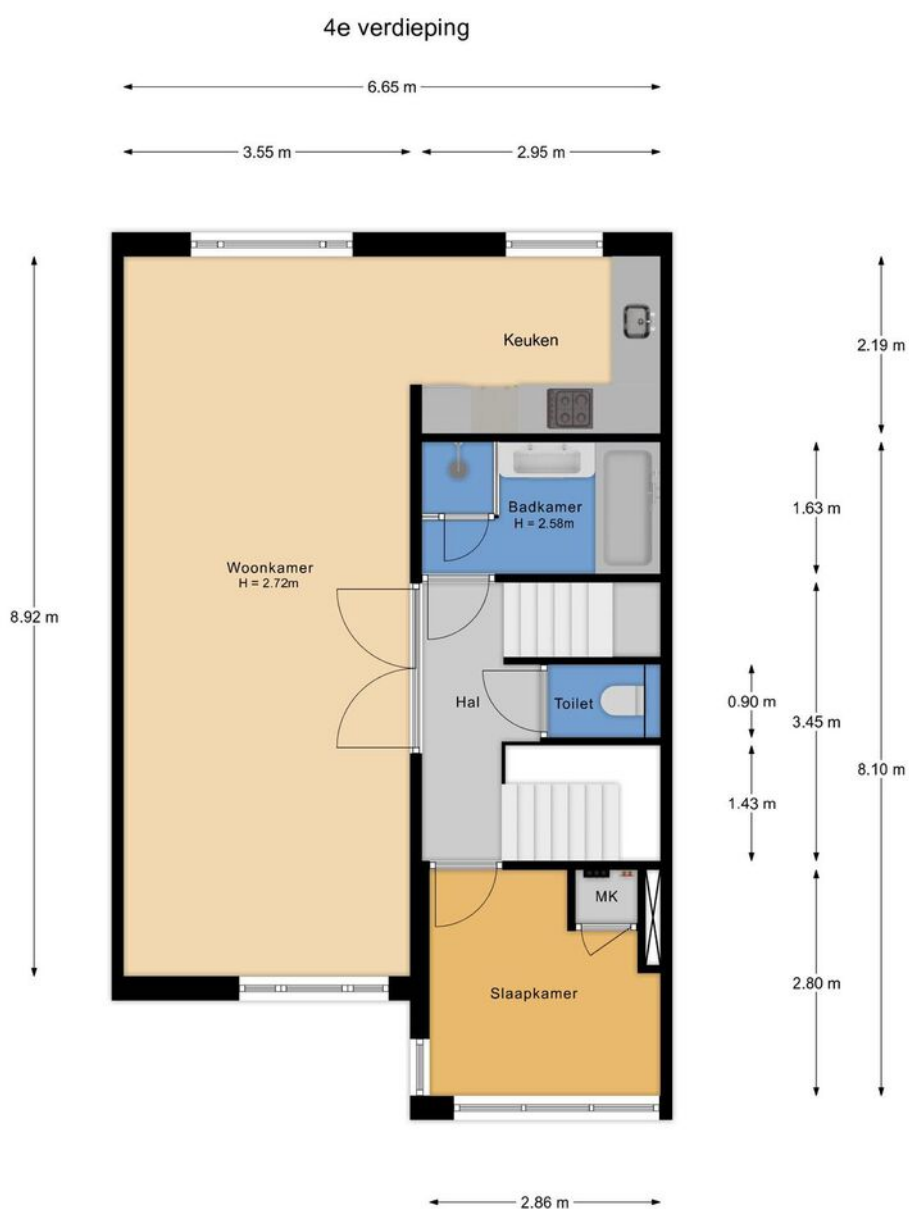 4e verdieping
6.65 m
3.55 m
2.95 m
Keuken
2.19 m
Badkamer
H = 2.58m
1.63 m
Woonkamer
H = 2.72m
8.92 m
Hal
Toilet
0.90 m
3.45 m
8.10 m
1.43 m
MK
Slaapkamer
2.80 m
2.86 m